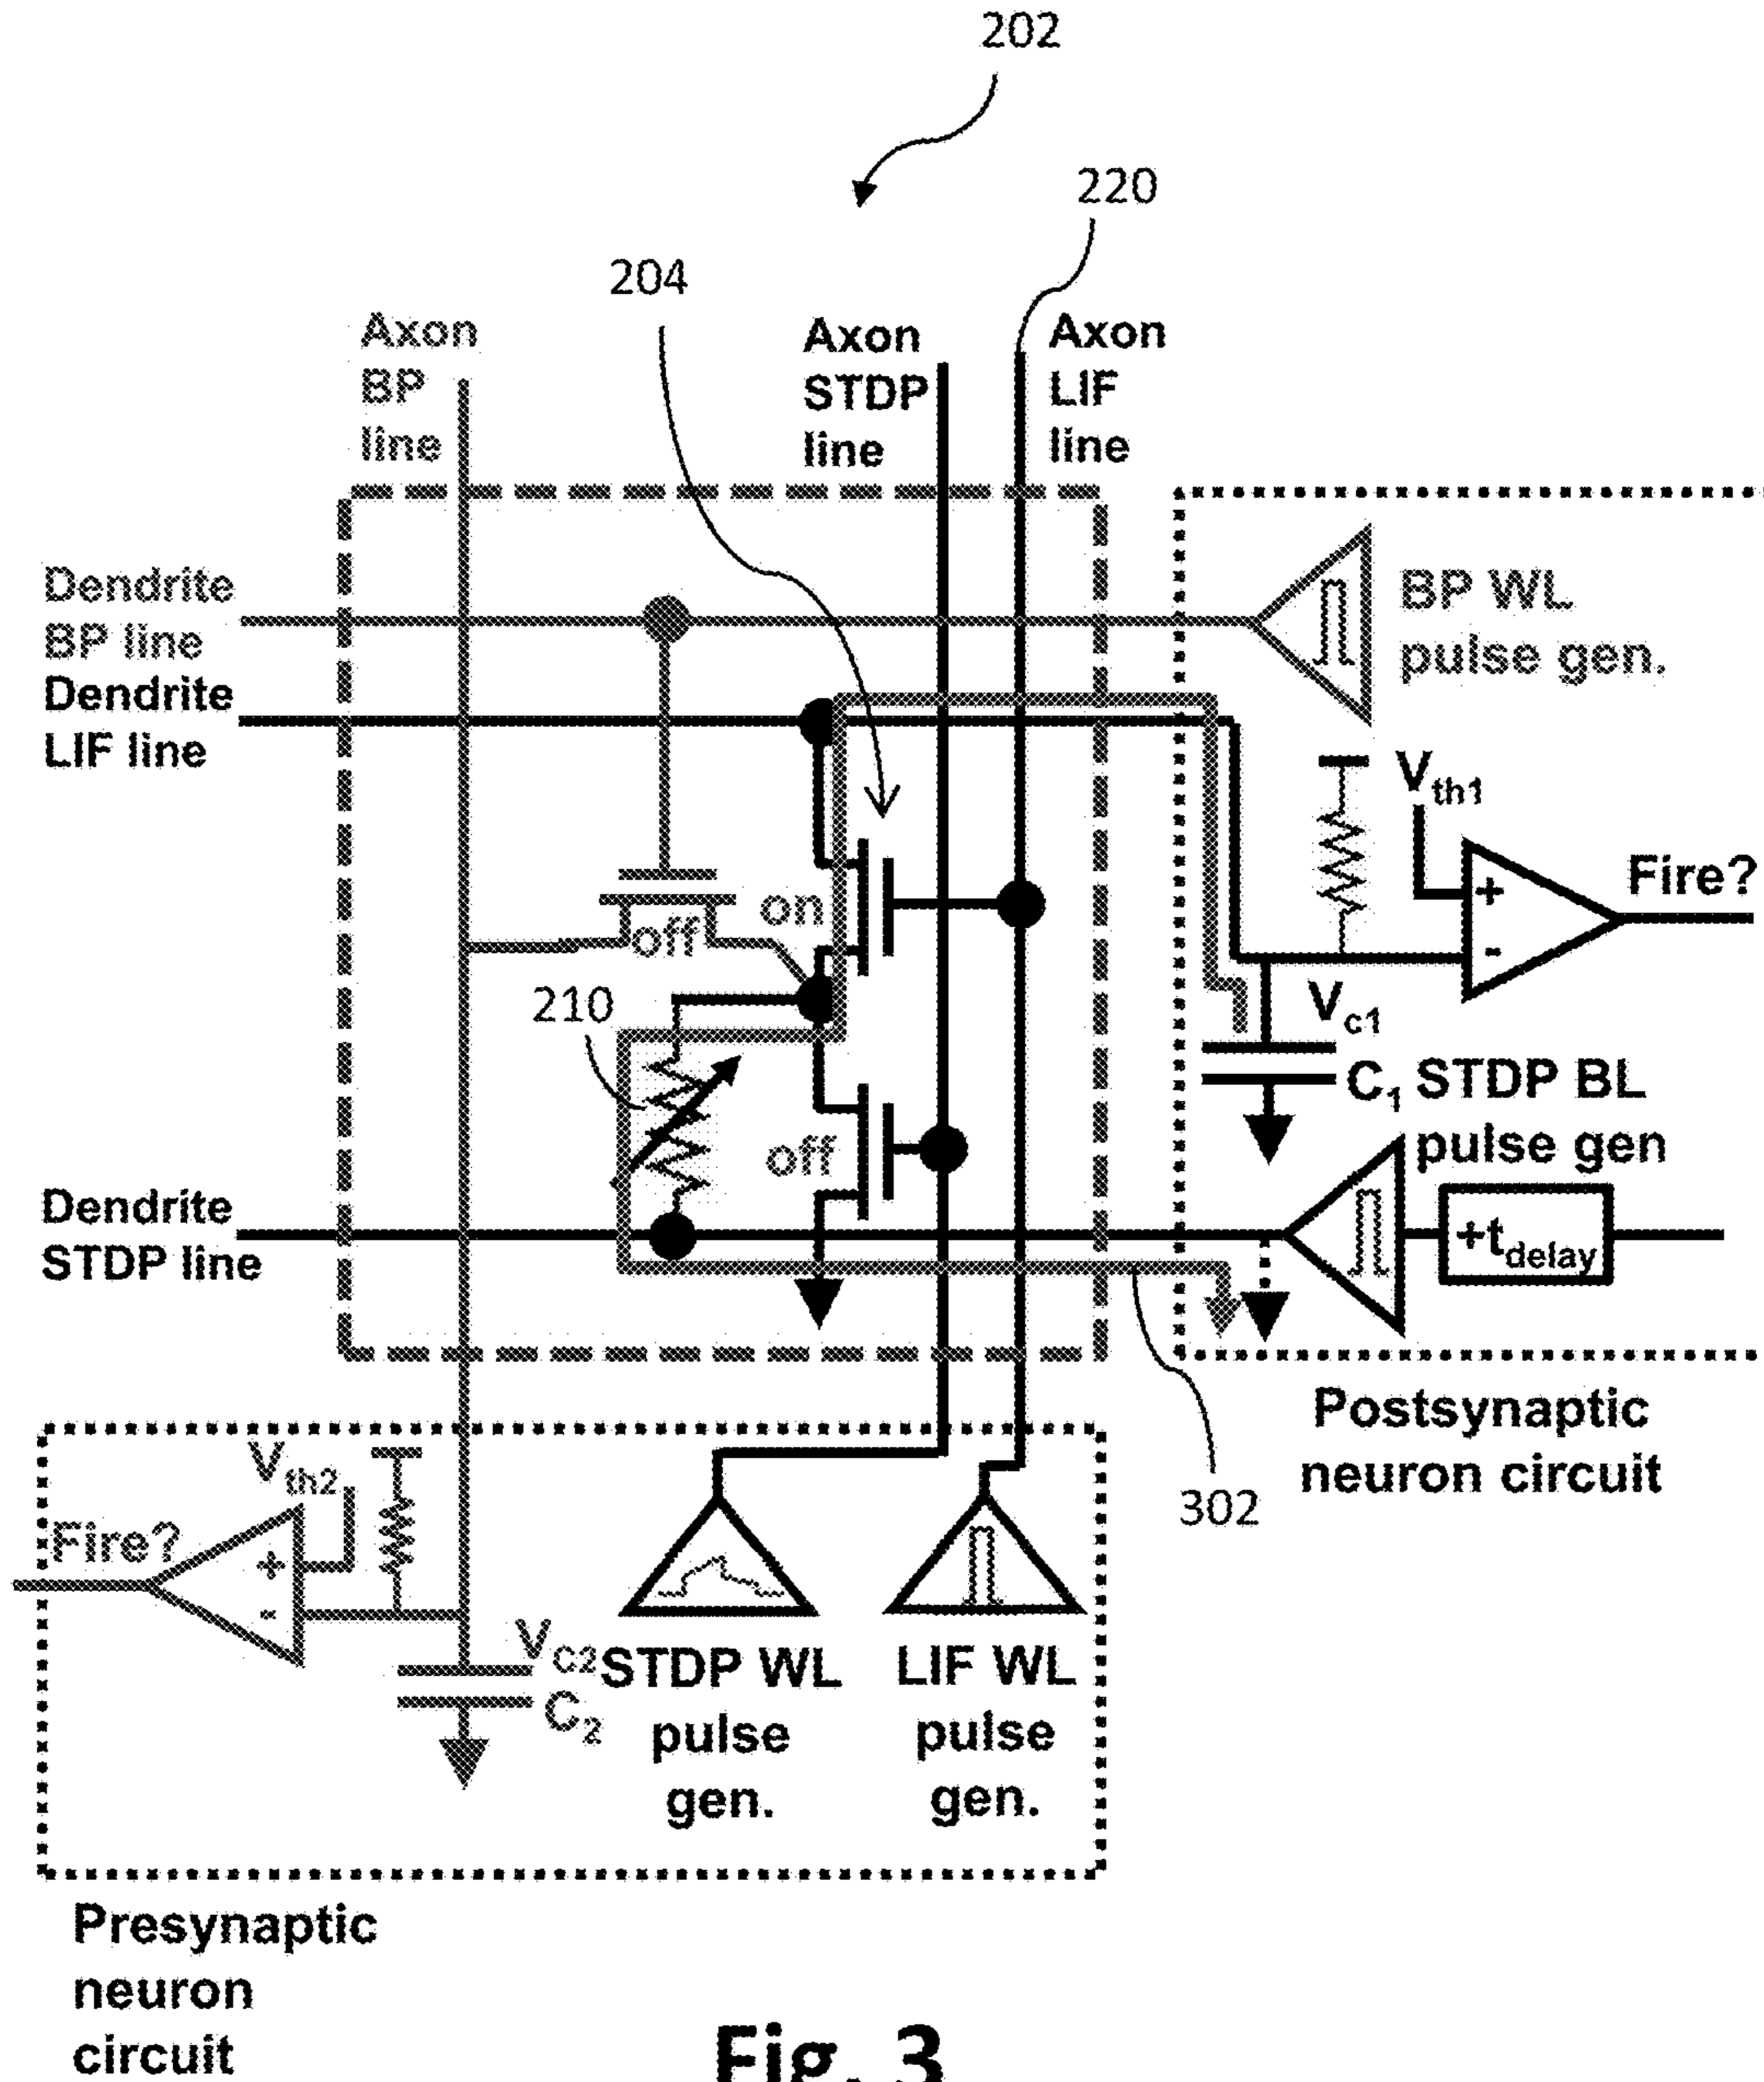 202
220
204
Axon
BP
line
Axon
STDP
line
Axon
LIF
line
Dendrite
BP line
Dendrite
LIF line
BP WL
pulse gen.
Vth1
+
-
Fire?
on
off
210
Vc1
C1
STDP BL
pulse gen
off
Dendrite
STDP line
+tdelay
Postsynaptic
neuron circuit
302
Vth2
Fire?
+
-
VC2
C2
STDP WL
pulse
gen.
LIF WL
pulse
gen.
Presynaptic
neuron
circuit
Fig. 3